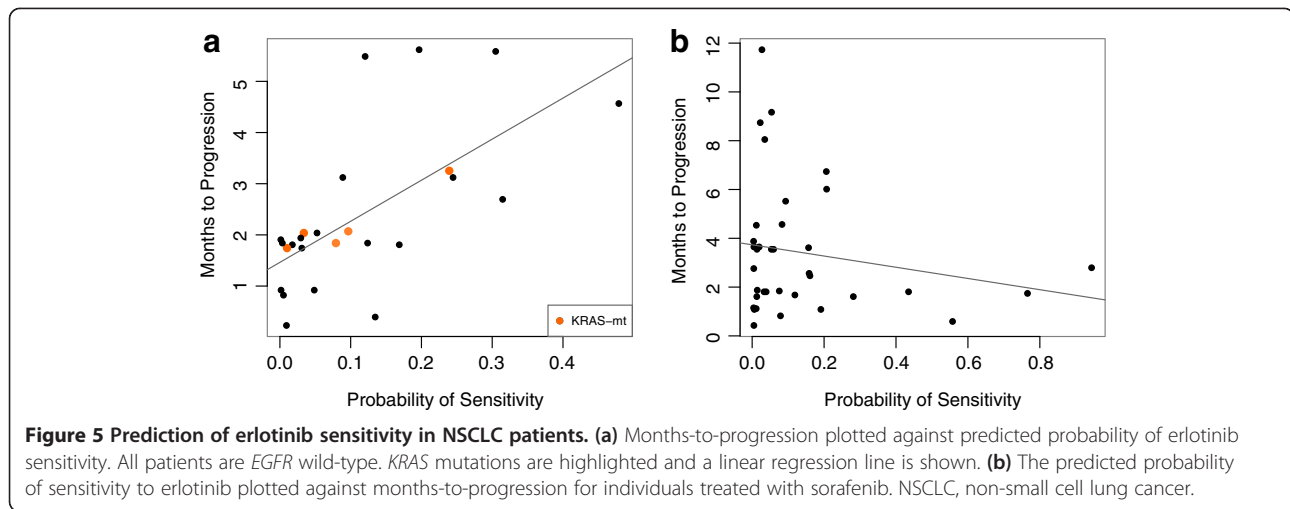 a
b
Months to Progression
5
4
3
2
1
0.0 0.1 0.2 0.3 0.4
Probability of Sensitivity
KRAS−mt
Months to Progression
12
10
8
6
4
2
0
0.0 0.2 0.4 0.6 0.8
Probability of Sensitivity
Figure 5 Prediction of erlotinib sensitivity in NSCLC patients. (a) Months-to-progression plotted against predicted probability of erlotinib
sensitivity. All patients are EGFR wild-type. KRAS mutations are highlighted and a linear regression line is shown. (b) The predicted probability
of sensitivity to erlotinib plotted against months-to-progression for individuals treated with sorafenib. NSCLC, non-small cell lung cancer.